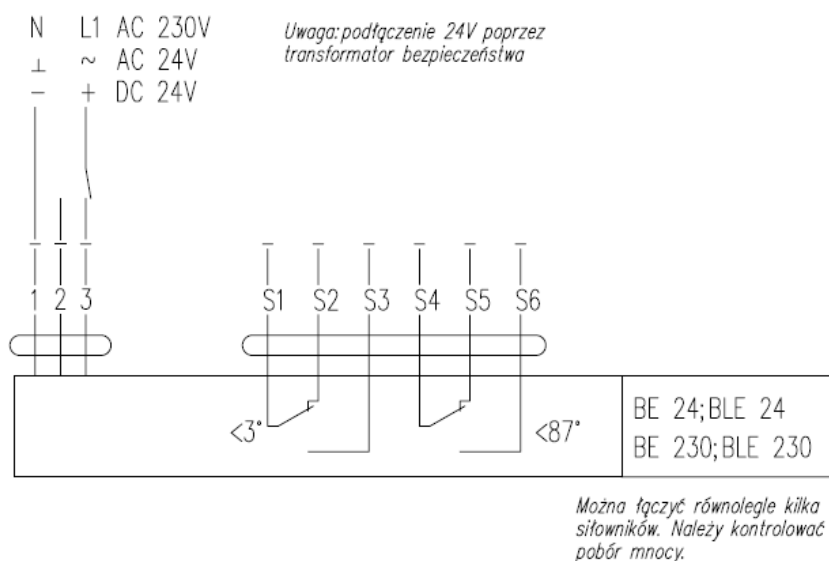 N L1 AC 230V
⊥ ~ AC 24V
− + DC 24V
Uwaga: podłączenie 24V poprzez
transformator bezpieczeństwa
1 2 3 S1 S2 S3 S4 S5 S6
<3° <87°
BE 24;BLE 24
BE 230;BLE 230
Można łączyć równolegle kilka
siłowników. Należy kontrolować
pobór mnocy.